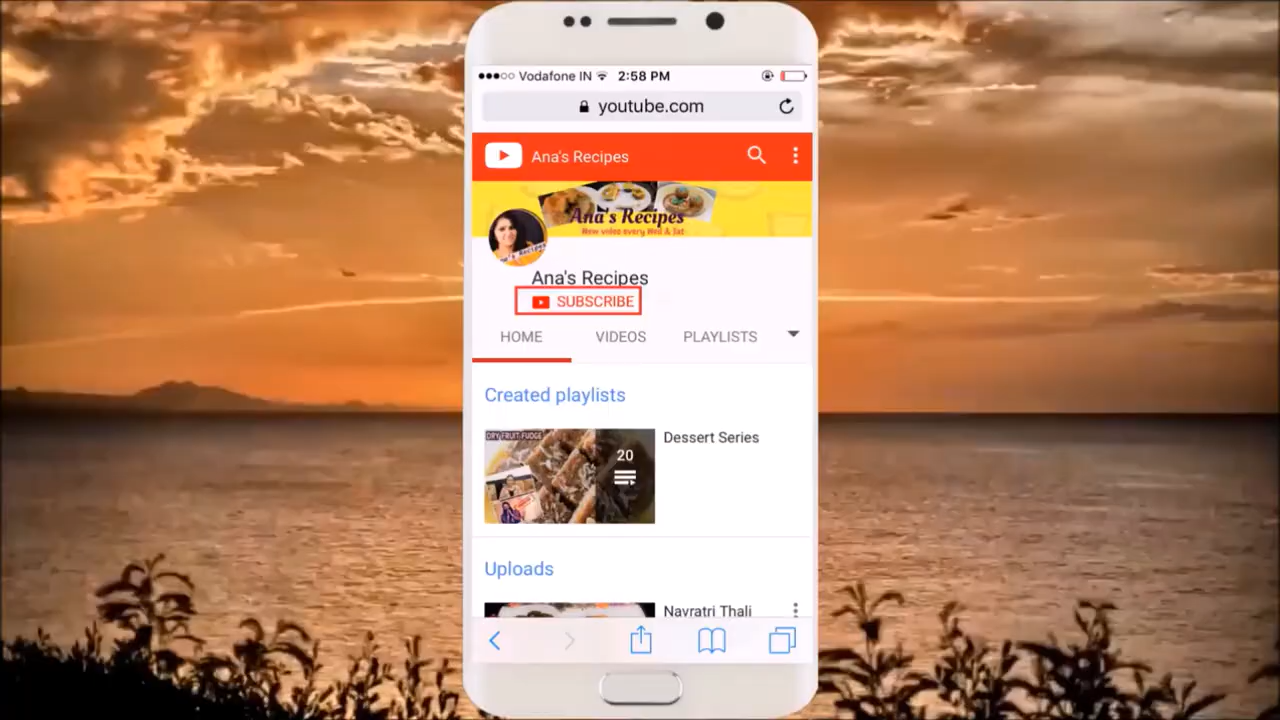 Vodafone IN 2:58 PM
youtube.com
Ana's Recipes
Ana's Recipes
New video every Wed & Sat
Ana's Recipes
SUBSCRIBE
HOME VIDEOS PLAYLISTS
Created playlists
DRY FRUIT FUDGE
20
Dessert Series
Uploads
Navratri Thali